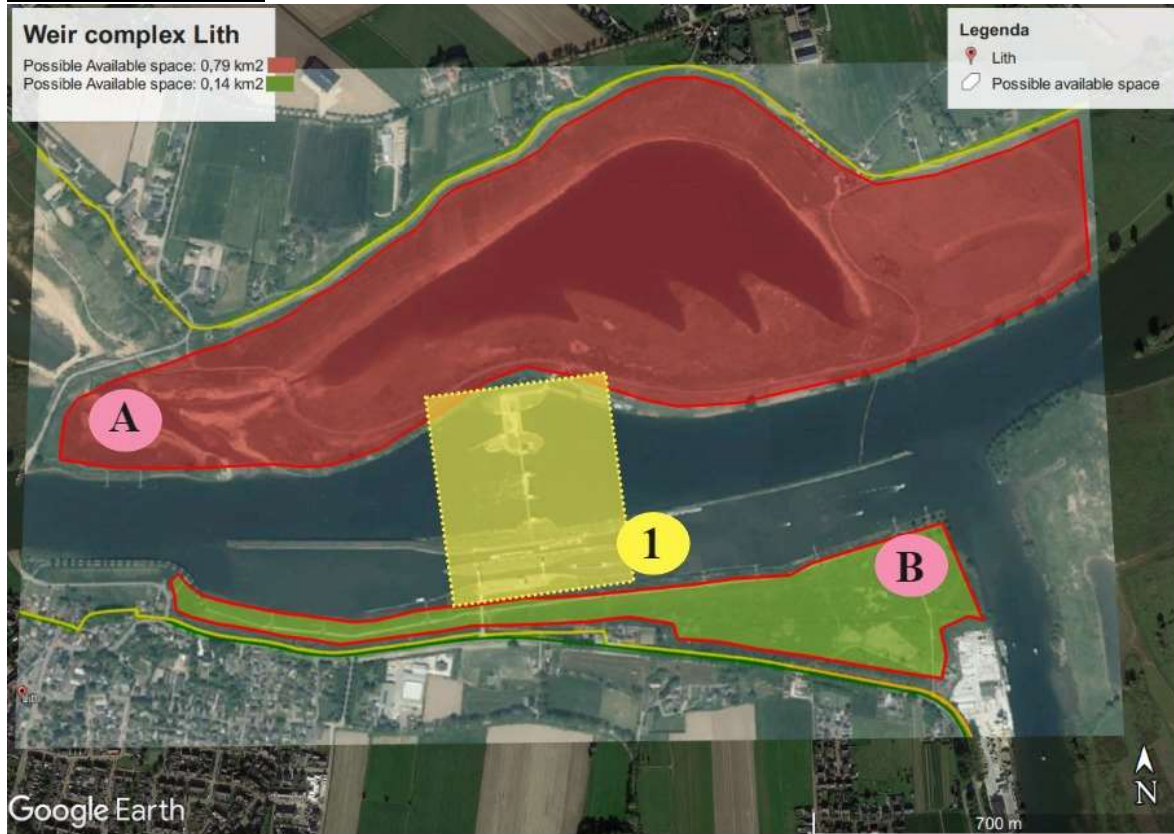 Weir complex Lith
Possible Available space: 0,79 km2
Possible Available space: 0,14 km2
Legenda
Lith
Possible available space
A
1
B
Lith
Google Earth
700 m
N